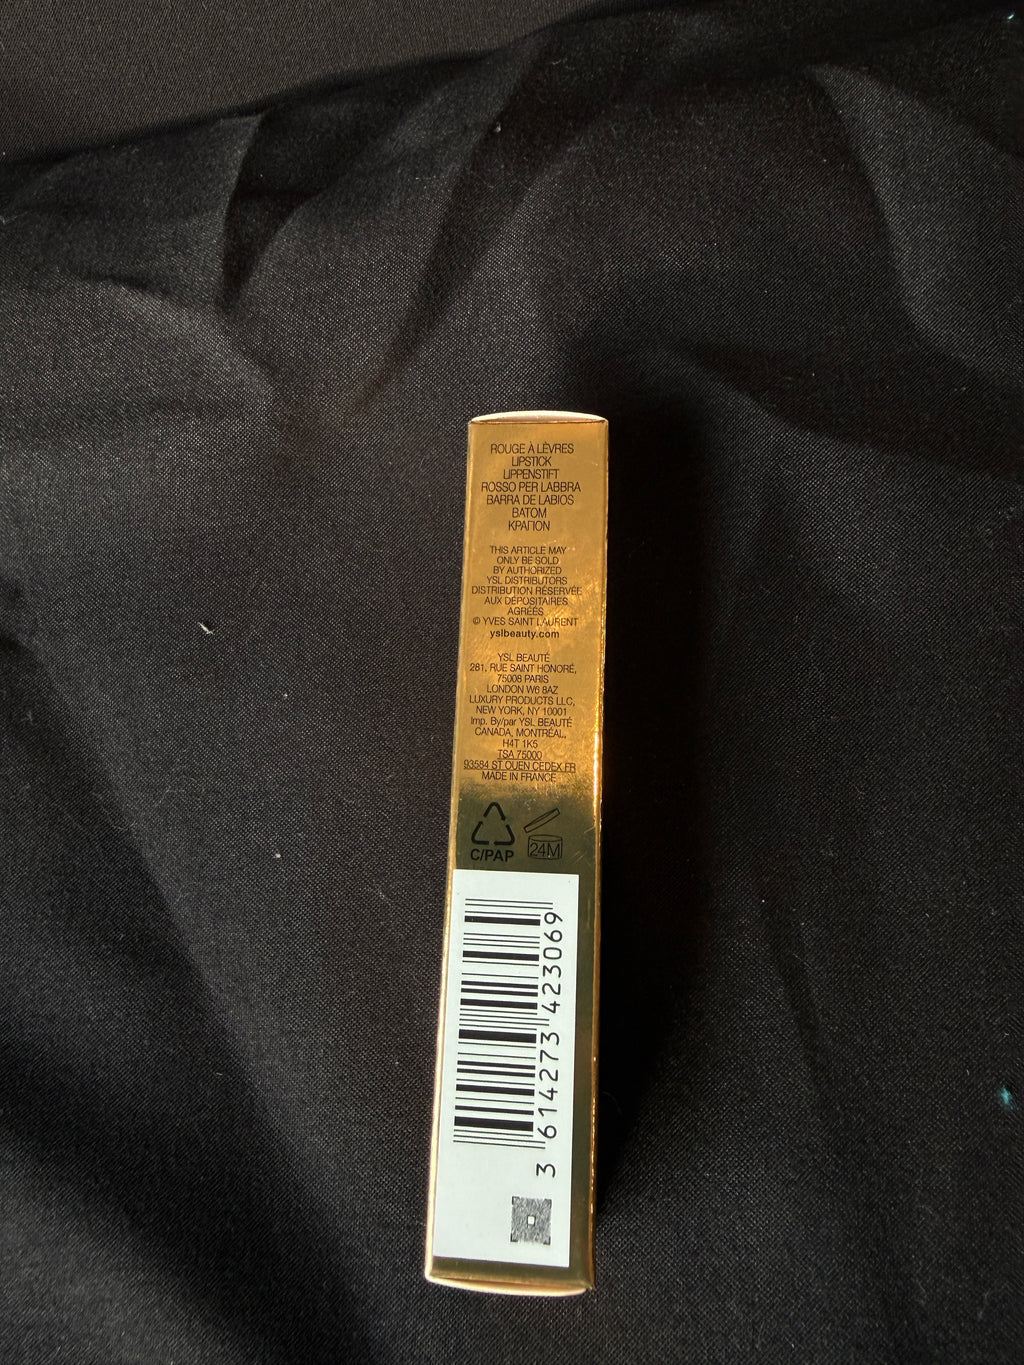 ROUGE À LÈVRES
LIPSTICK
LIPPENSTIFT
ROSSO PER LABBRA
BARRA DE LABIOS
BATOM
ΚΡΑΓΙΟΝ
THIS ARTICLE MAY
ONLY BE SOLD
BY AUTHORIZED
YSL DISTRIBUTORS
DISTRIBUTION RÉSERVÉE
AUX DÉPOSITAIRES
AGRÉÉS
© YVES SAINT LAURENT
yslbeauty.com
YSL BEAUTÉ
281, RUE SAINT HONORÉ,
75008 PARIS
LONDON W6 8AZ
LUXURY PRODUCTS LLC,
NEW YORK, NY 10001
Imp. By/par YSL BEAUTÉ
CANADA, MONTRÉAL,
H4T 1K5
TSA 75000
93584 ST OUEN CEDEX FR
MADE IN FRANCE
C/PAP
24M
3 614273 423069